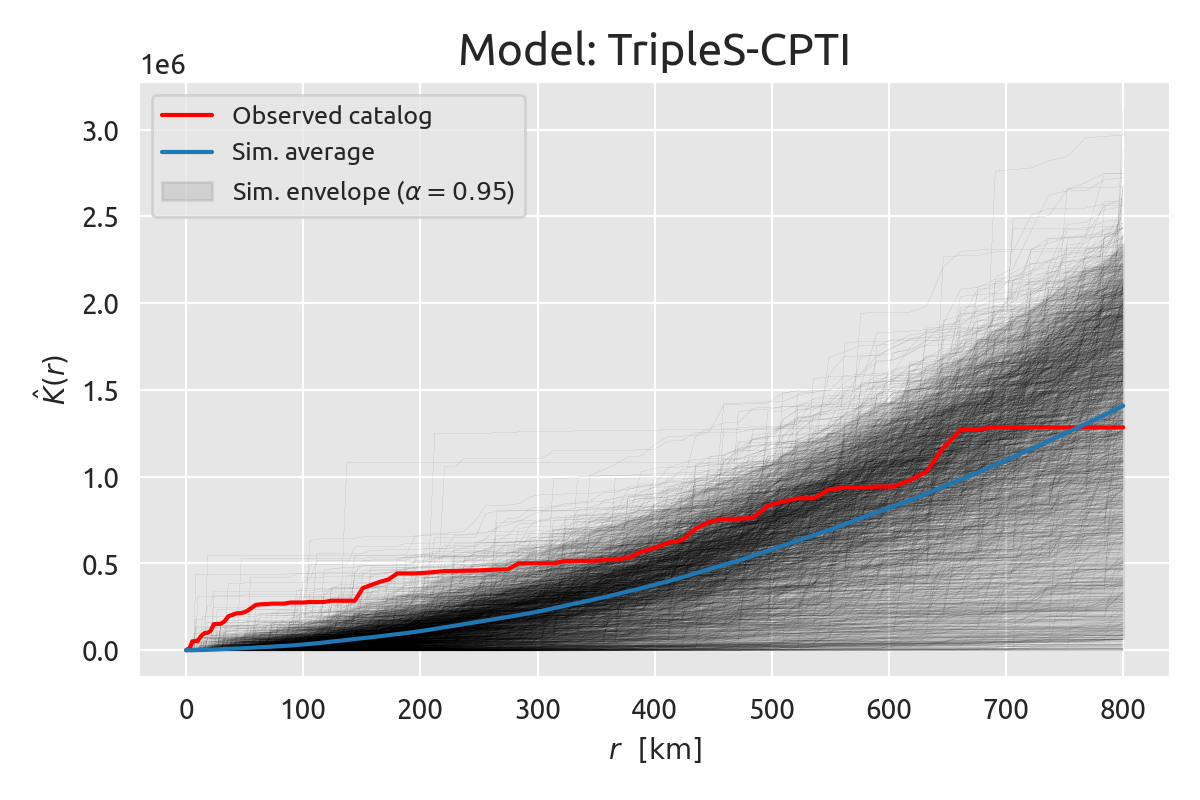 Model: TripleS-CPTI
1e6
Observed catalog
Sim. average
Sim. envelope (α = 0.95)
3.0
2.5
2.0
1.5
1.0
0.5
0.0
K̂(r)
0 100 200 300 400 500 600 700 800
r [km]